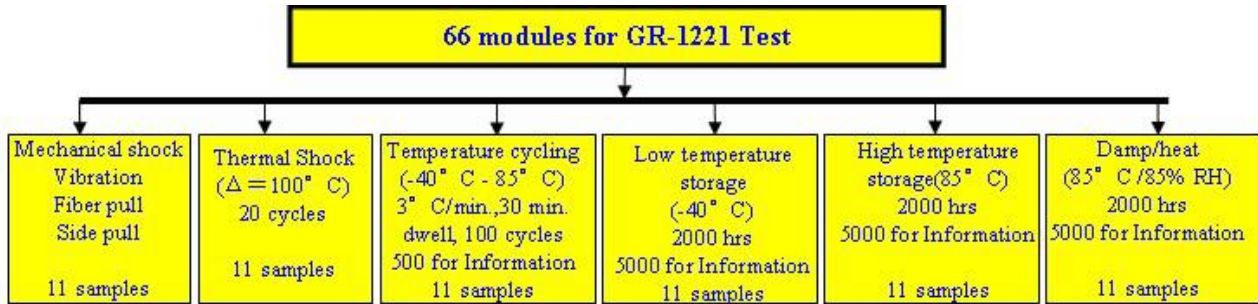 66 modules for GR-1221 Test
Mechanical shock
Vibration
Fiber pull
Side pull
11 samples
Thermal Shock
(Δ=100° C)
20 cycles
11 samples
Temperature cycling
(-40° C - 85° C)
3° C/min.,30 min.
dwell, 100 cycles
500 for Information
11 samples
Low temperature
storage
(-40° C)
2000 hrs
5000 for Information
11 samples
High temperature
storage(85° C)
2000 hrs
5000 for Information
11 samples
Damp/heat
(85° C/85% RH)
2000 hrs
5000 for Information
11 samples